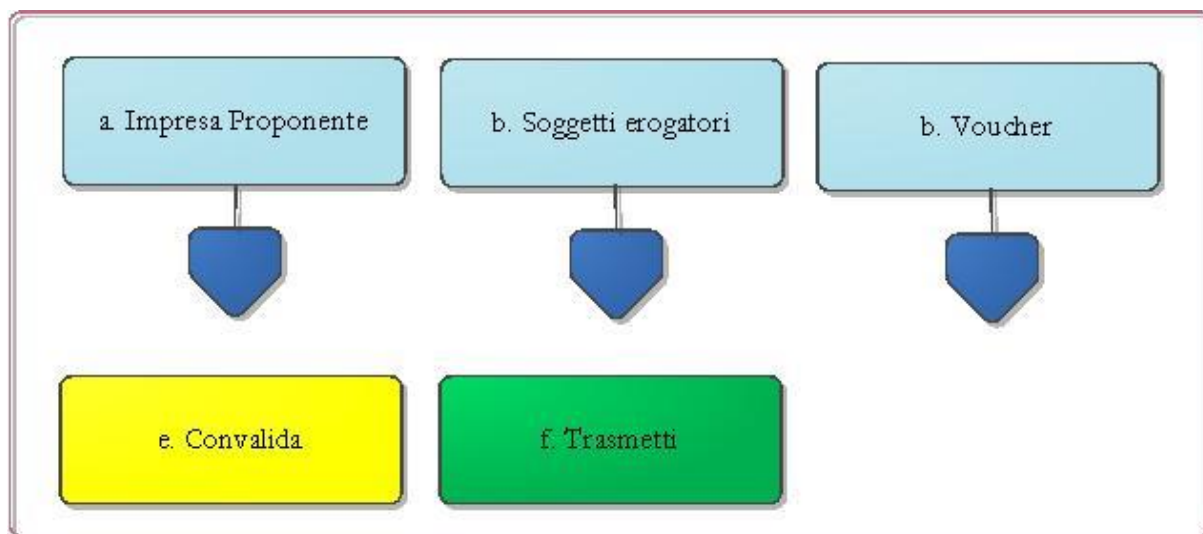 a. Impresa Proponente
b. Soggetti erogatori
b. Voucher
e. Convalida
f. Trasmetti